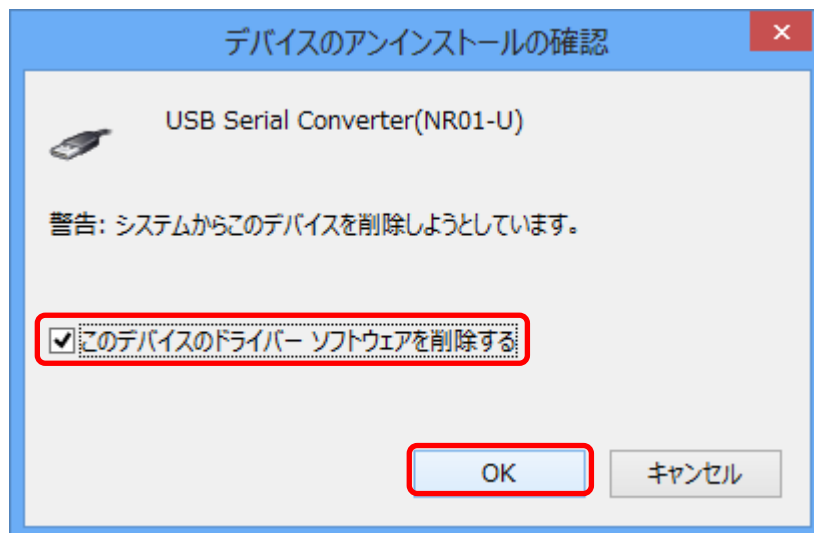 デバイスのアンインストールの確認
USB Serial Converter(NR01-U)
警告: システムからこのデバイスを削除しようとしています。
このデバイスのドライバー ソフトウェアを削除する
OK
キャンセル